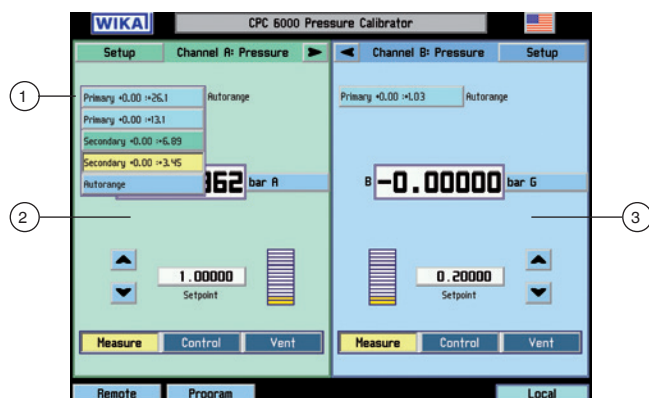 WIKAI CPC 6000 Pressure Calibrator
Setup Channel A: Pressure Channel B: Pressure Setup
1
Primary +0.00 :+26.1 Autorange
Primary +0.00 :+13.1
Secondary +0.00 :+6.89
Secondary +0.00 :+3.45
Autorange
Primary +0.00 :+1.03 Autorange
962 bar A
B -0.00000 bar G
2
3
1.00000
Setpoint
0.20000
Setpoint
Measure Control Vent
Measure Control Vent
Remote Program Local